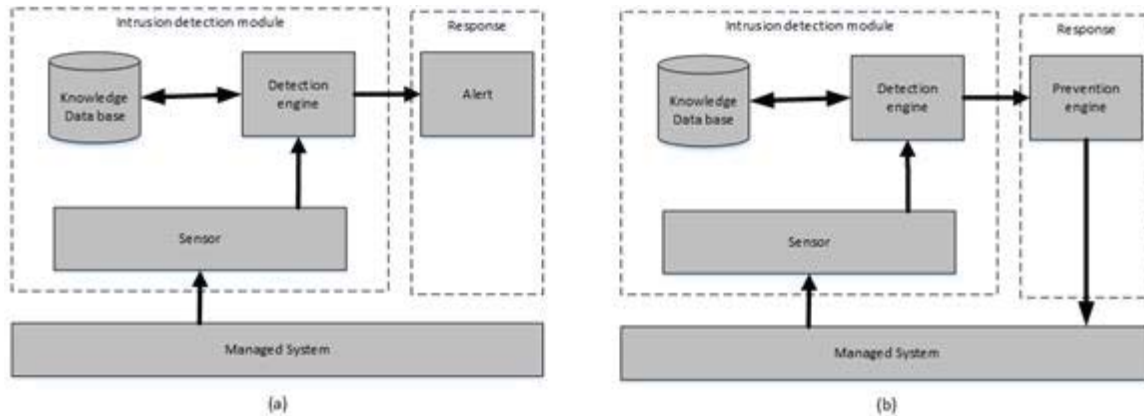 Intrusion detection module
Response
Knowledge
Data base
Detection
engine
Alert
Sensor
Managed System
(a)
Intrusion detection module
Response
Knowledge
Data base
Detection
engine
Prevention
engine
Sensor
Managed System
(b)